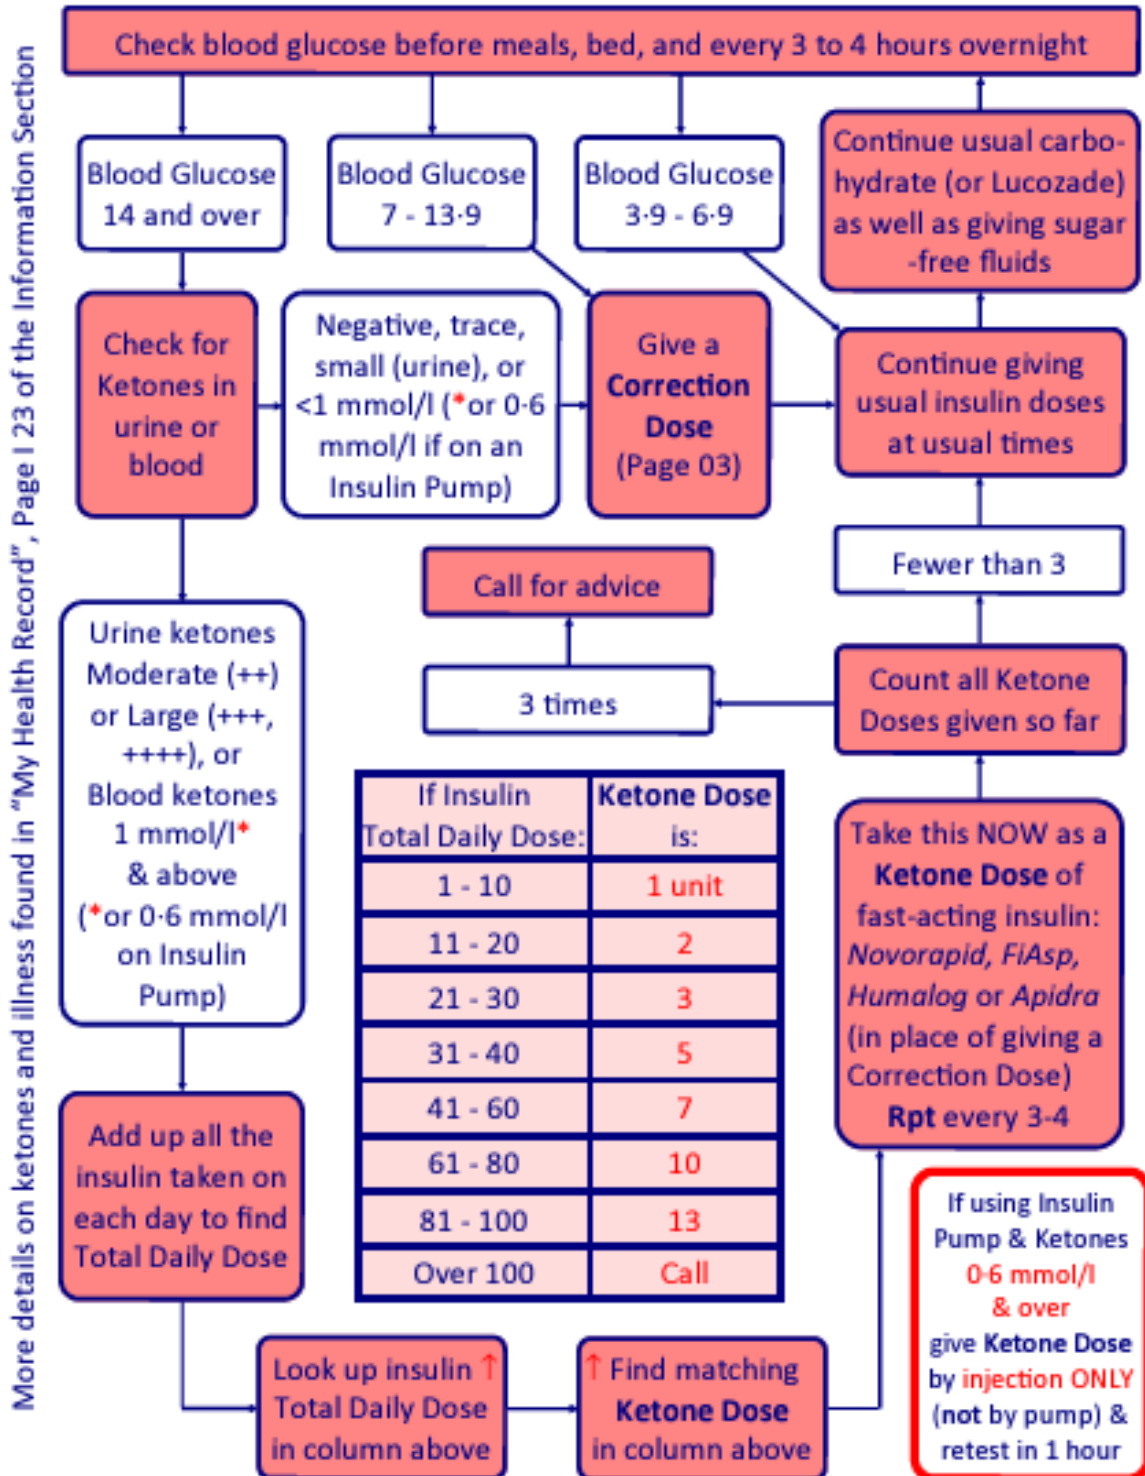 More details on ketones and illness found in "My Health Record", Page I 23 of the Information Section
Check blood glucose before meals, bed, and every 3 to 4 hours overnight
Blood Glucose
14 and over
Blood Glucose
7 - 13·9
Blood Glucose
3·9 - 6·9
Continue usual carbo-
hydrate (or Lucozade)
as well as giving sugar
-free fluids
Check for
Ketones in
urine or
blood
Negative, trace,
small (urine), or
<1 mmol/l (*or 0·6
mmol/l if on an
Insulin Pump)
Give a
Correction
Dose
(Page 03)
Continue giving
usual insulin doses
at usual times
Fewer than 3
Call for advice
Urine ketones
Moderate (++)
or Large (+++,
++++), or
Blood ketones
1 mmol/l*
& above
(*or 0·6 mmol/l
on Insulin
Pump)
3 times
Count all Ketone
Doses given so far
If Insulin
Total Daily Dose:
Ketone Dose
is:
1 - 10
1 unit
11 - 20
2
21 - 30
3
31 - 40
5
41 - 60
7
61 - 80
10
81 - 100
13
Over 100
Call
Take this NOW as a
Ketone Dose of
fast-acting insulin:
Novorapid, FiAsp,
Humalog or Apidra
(in place of giving a
Correction Dose)
Rpt every 3-4
Add up all the
insulin taken on
each day to find
Total Daily Dose
If using Insulin
Pump & Ketones
0·6 mmol/l
& over
give Ketone Dose
by injection ONLY
(not by pump) &
retest in 1 hour
Look up insulin ↑
Total Daily Dose
in column above
↑ Find matching
Ketone Dose
in column above